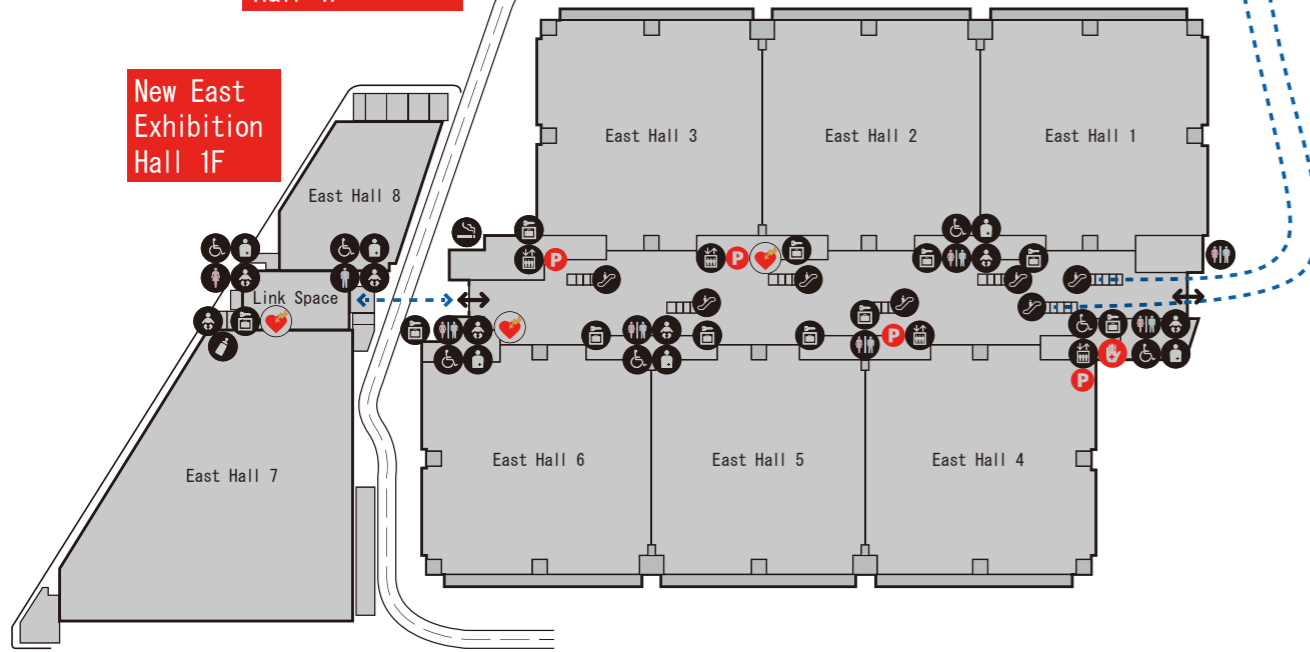 New East
Exhibition
Hall 1F
East Hall 3
East Hall 2
East Hall 1
East Hall 8
Link Space
East Hall 7
East Hall 6
East Hall 5
East Hall 4
P
P
P
P